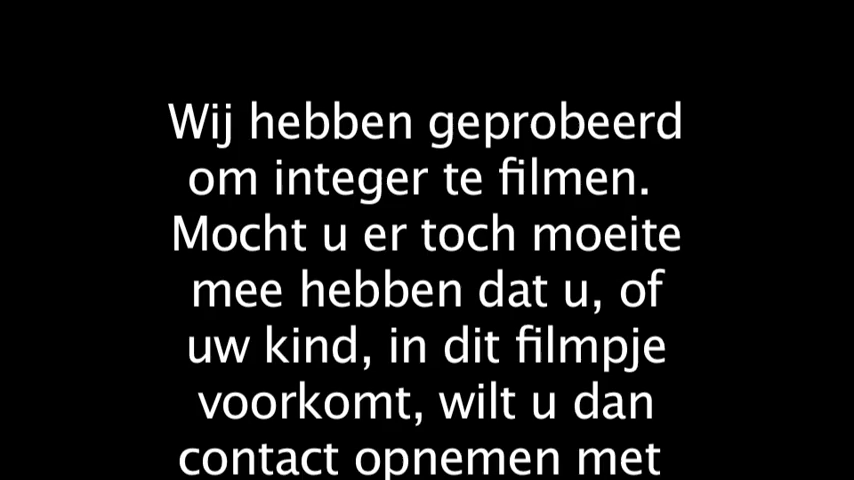 Wij hebben geprobeerd
om integer te filmen.
Mocht u er toch moeite
mee hebben dat u, of
uw kind, in dit filmpje
voorkomt, wilt u dan
contact opnemen met